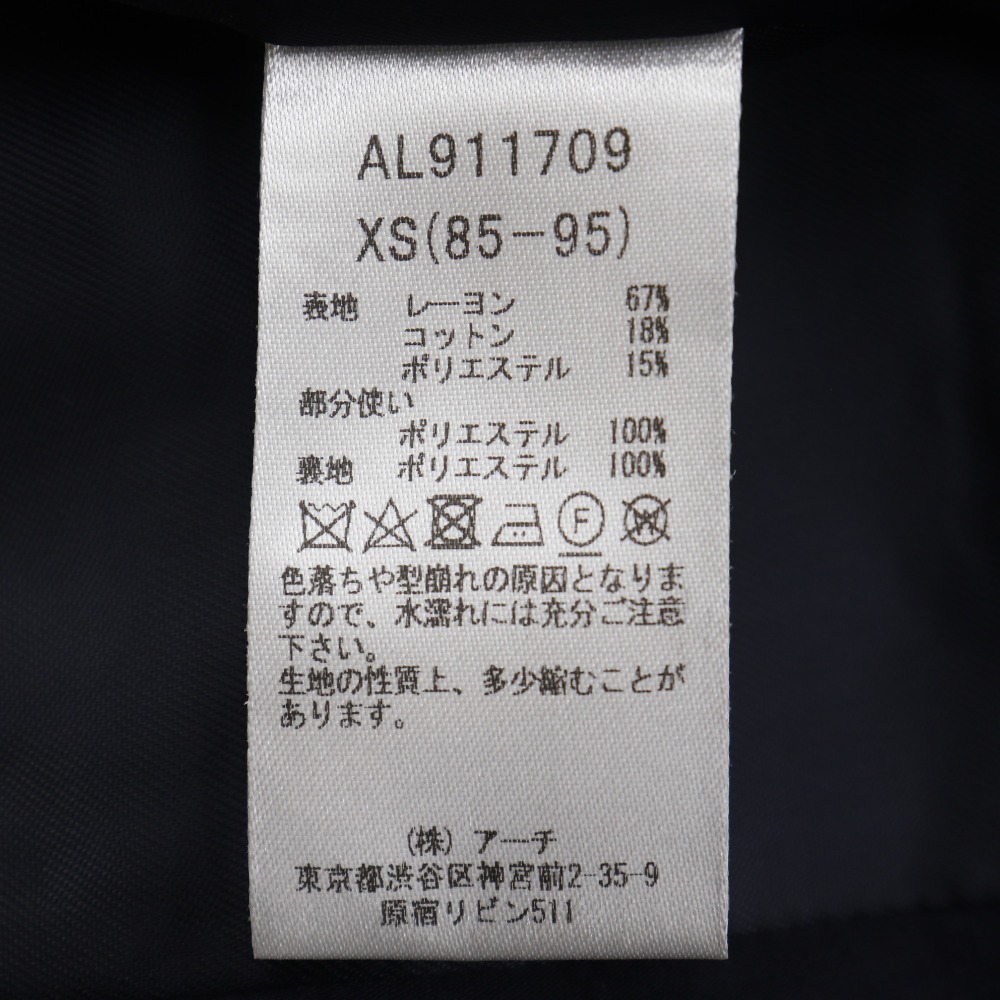 AL911709
XS(85-95)
表地 レーヨン 67%
コットン 18%
ポリエステル 15%
部分使い
ポリエステル 100%
裏地 ポリエステル 100%
F W
色落ちや型崩れの原因となりま
すので、水濡れには充分ご注意
下さい。
生地の性質上、多少縮むことが
あります。
(株) アーチ
東京都渋谷区神宮前2-35-9
原宿リビン511